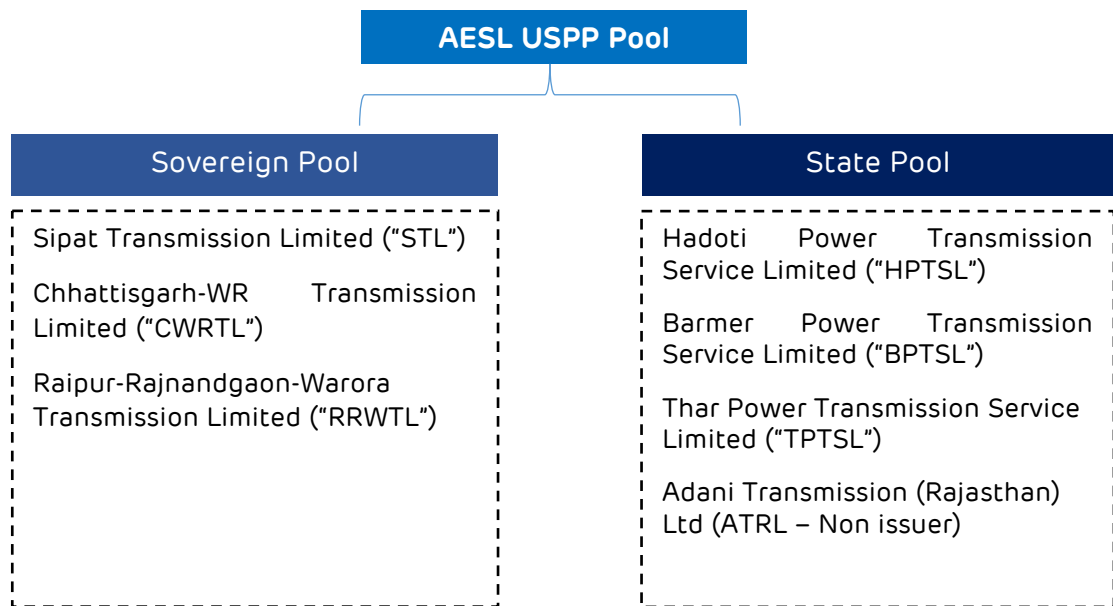 AESL USPP Pool
Sovereign Pool
Sipat Transmission Limited (“STL”)
Chhattisgarh-WR Transmission
Limited (“CWRTL”)
Raipur-Rajnandgaon-Warora
Transmission Limited (“RRWTL”)
State Pool
Hadoti Power Transmission
Service Limited (“HPTSL”)
Barmer Power Transmission
Service Limited (“BPTSL”)
Thar Power Transmission Service
Limited (“TPTSL”)
Adani Transmission (Rajasthan)
Ltd (ATRL – Non issuer)